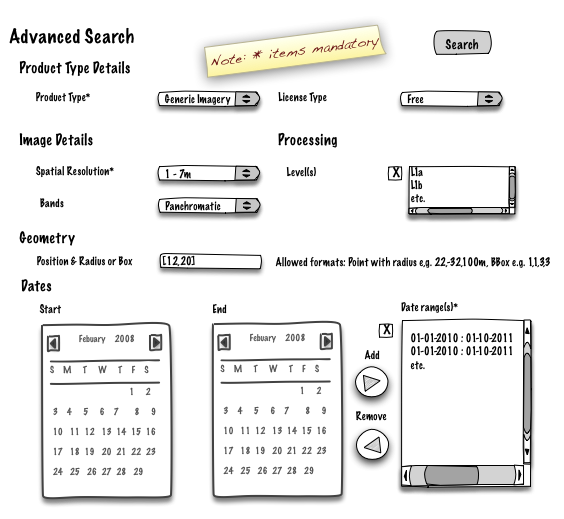 Advanced Search
Note: * items mandatory
Search
Product Type Details
Product Type* Generic Imagery License Type Free
Image Details Processing
Spatial Resolution* 1 - 7m Level(s) X L1a
L1b
etc.
Bands Panchromatic
Geometry
Position & Radius or Box [12,20] Allowed formats: Point with radius e.g. 22,-32,100m, BBox e.g. 1,1,3,3
Dates
Start End Date range(s)*
Febuary 2008
S M T W T F S
1 2
3 4 5 6 7 8 9
10 11 12 13 14 15 16
17 18 19 20 21 22 23
24 25 26 27 28 29
Febuary 2008
S M T W T F S
1 2
3 4 5 6 7 8 9
10 11 12 13 14 15 16
17 18 19 20 21 22 23
24 25 26 27 28 29
X
Add
Remove
01-01-2010 : 01-10-2011
01-01-2010 : 01-10-2011
etc.